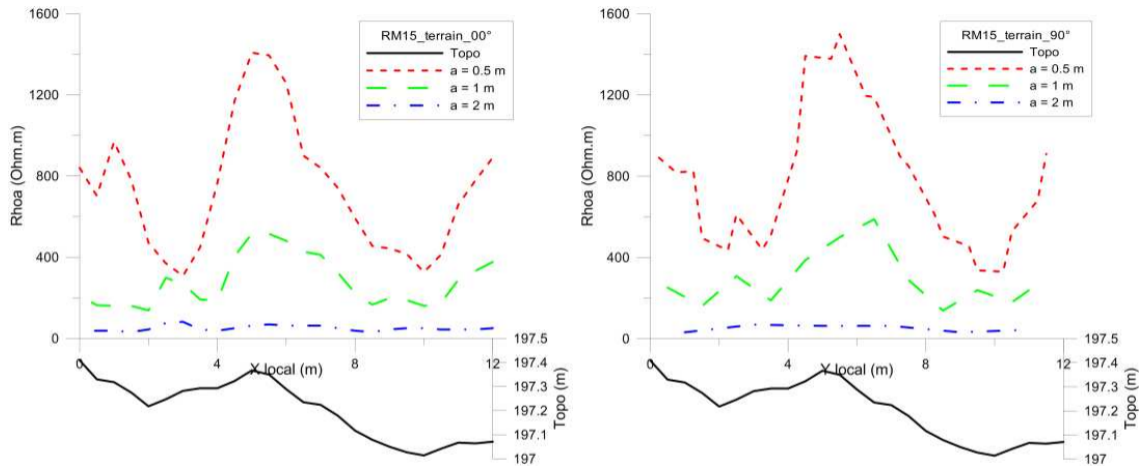 1600
1200
800
400
0
Rhoa (Ohm.m)
RM15_terrain_00°
Topo
a = 0.5 m
a = 1 m
a = 2 m
0
4
8
12
X local (m)
197.5
197.4
197.3
197.2
197.1
197
Topo (m)
1600
1200
800
400
0
Rhoa (Ohm.m)
RM15_terrain_90°
Topo
a = 0.5 m
a = 1 m
a = 2 m
0
4
8
12
Y local (m)
197.5
197.4
197.3
197.2
197.1
197
Topo (m)